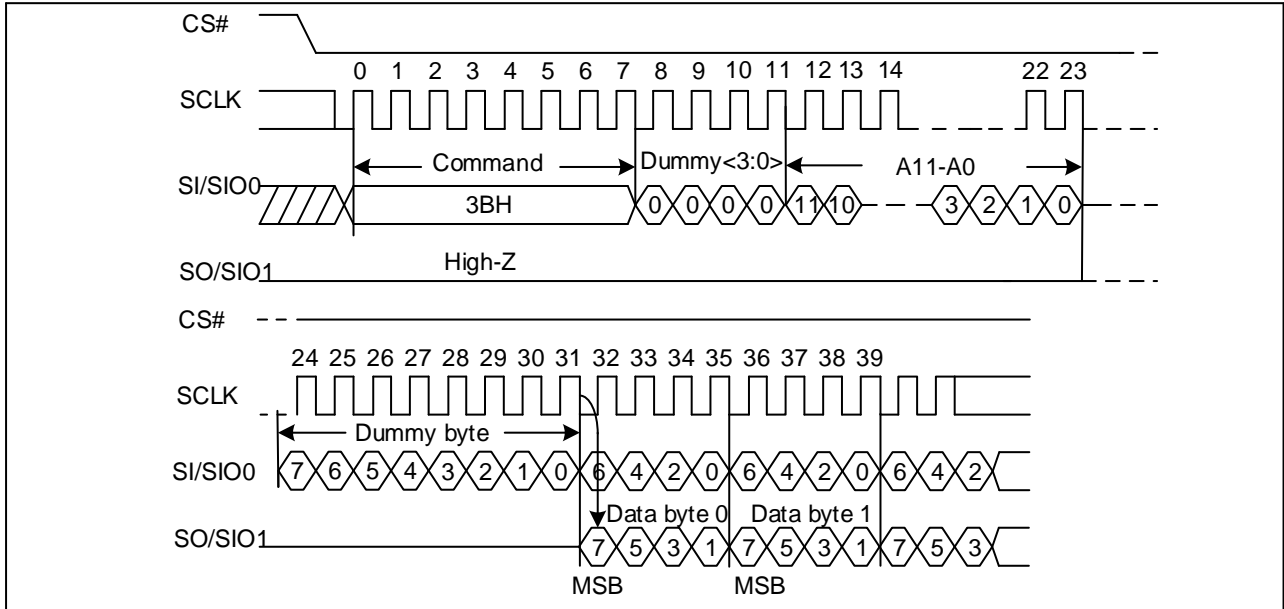 CS#
0 1 2 3 4 5 6 7 8 9 10 11 12 13 14 22 23
SCLK
Command Dummy<3:0> A11-A0
SI/SIO0 3BH 0 0 0 0 11 10 3 2 1 0
High-Z
SO/SIO1
CS#
24 25 26 27 28 29 30 31 32 33 34 35 36 37 38 39
SCLK
Dummy byte
SI/SIO0 7 6 5 4 3 2 1 0 6 4 2 0 6 4 2 0 6 4 2
Data byte 0 Data byte 1
SO/SIO1 7 5 3 1 7 5 3 1 7 5 3
MSB MSB